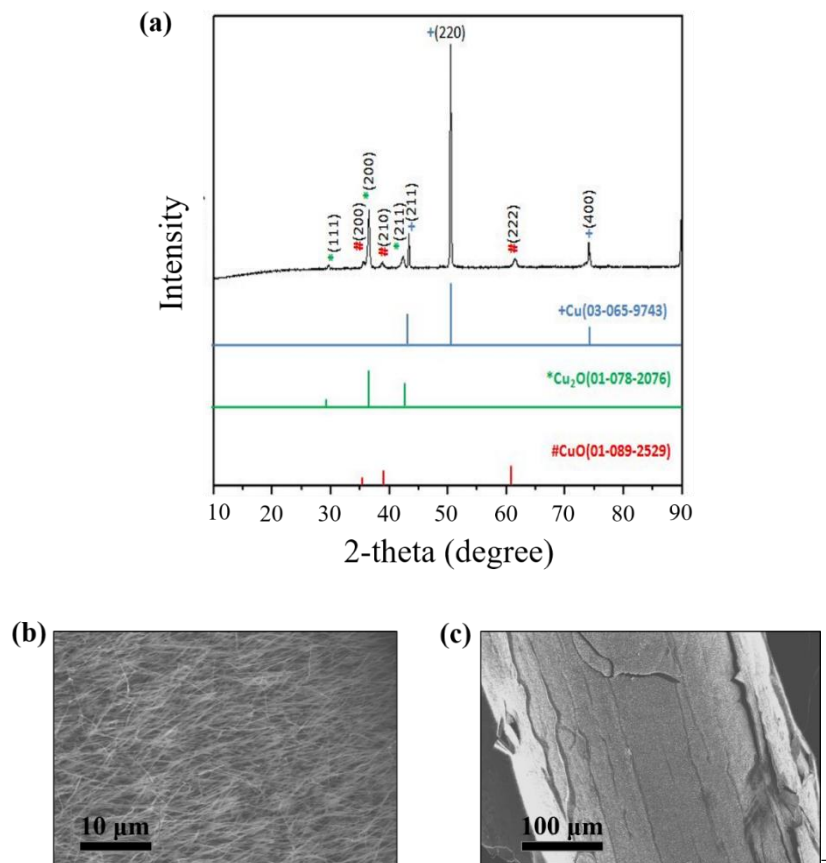 (a)
+(220)
*(111)
#(200)
*(200)
#(210)
*(211)
+(211)
#(222)
+(400)
Intensity
+Cu(03-065-9743)
*Cu₂O(01-078-2076)
#CuO(01-089-2529)
10 20 30 40 50 60 70 80 90
2-theta (degree)
(b)
(c)
10 μm
100 μm